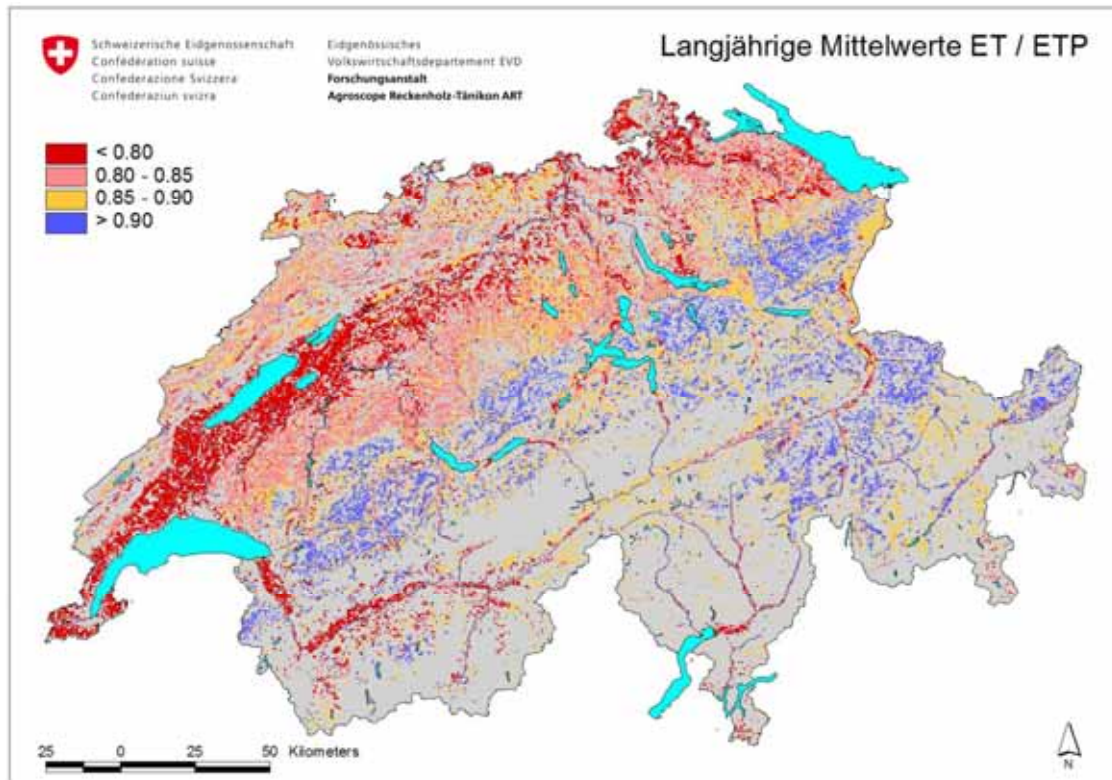 Schweizerische Eidgenossenschaft
Confédération suisse
Confederazione Svizzera
Confederaziun svizra
Eidgenössisches
Volkswirtschaftsdepartement EVD
Forschungsanstalt
Agroscope Reckenholz-Tänikon ART
Langjährige Mittelwerte ET / ETP
< 0.80
0.80 - 0.85
0.85 - 0.90
> 0.90
25 0 25 50 Kilometers
N